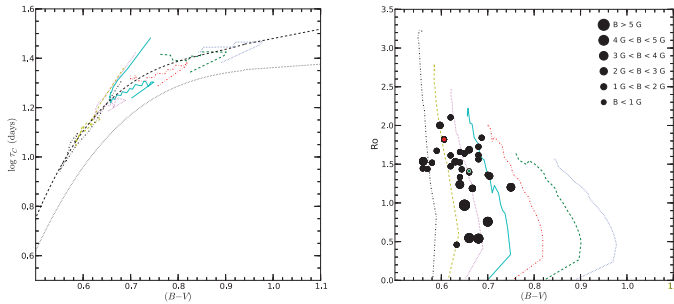 1.6
1.4
1.2
1.0
0.8
0.6
log τC (days)
0.6 0.7 0.8 0.9 1.0 1.1
(B−V)
3.5
3.0
2.5
2.0
1.5
1.0
0.5
0.0
Ro
0.6 0.7 0.8 0.9 1.0 1.1
(B−V)
B > 5 G
4 G < B < 5 G
3 G < B < 4 G
2 G < B < 3 G
1 G < B < 2 G
B < 1 G